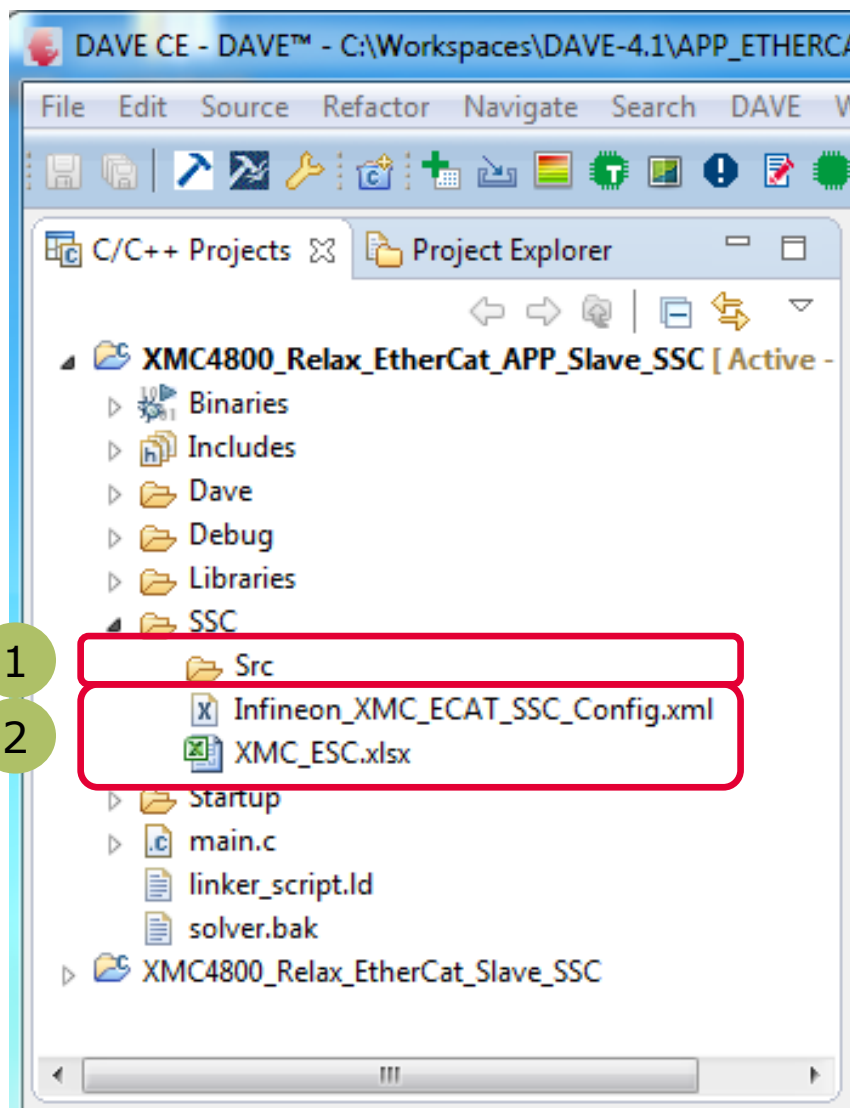 DAVE CE - DAVE™ - C:\Workspaces\DAVE-4.1\APP_ETHERCA
File Edit Source Refactor Navigate Search DAVE W
C/C++ Projects Project Explorer
XMC4800_Relax_EtherCat_APP_Slave_SSC [ Active -
Binaries
Includes
Dave
Debug
Libraries
SSC
1 Src
Infineon_XMC_ECAT_SSC_Config.xml
2
XMC_ESC.xlsx
Startup
main.c
linker_script.ld
solver.bak
XMC4800_Relax_EtherCat_Slave_SSC